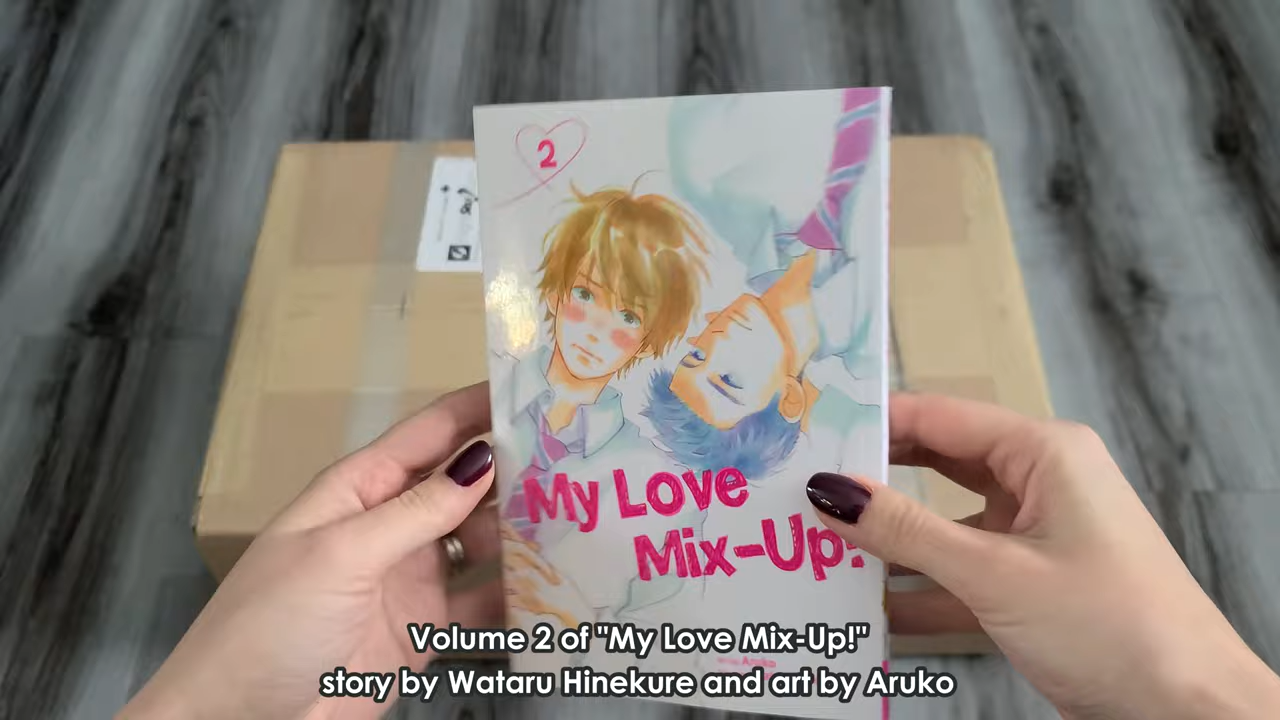 2
My Love
Mix-Up!
Aruko
Volume 2 of "My Love Mix-Up!"
story by Wataru Hinekure and art by Aruko